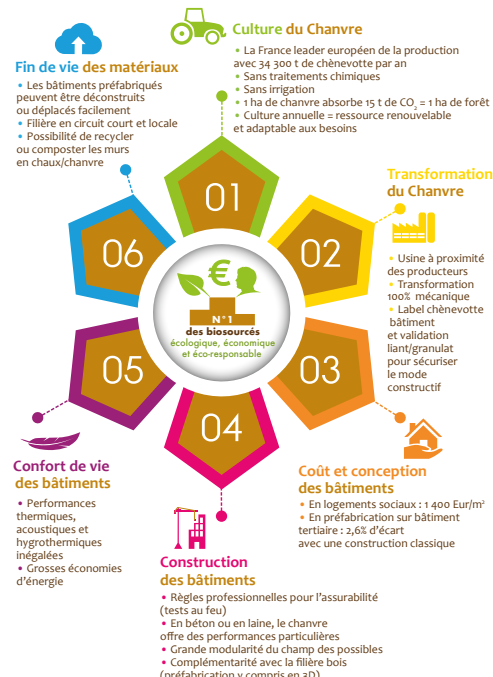 Culture du Chanvre
• La France leader européen de la production
avec 34 300 t de chènevotte par an
• Sans traitements chimiques
• Sans irrigation
• 1 ha de chanvre absorbe 15 t de CO2 = 1 ha de forêt
• Culture annuelle = ressource renouvelable
et adaptable aux besoins
01
Transformation
du Chanvre
• Usine à proximité
des producteurs
• Transformation
100% mécanique
• Label chènevotte
bâtiment
et validation
liant/granulat
pour sécuriser
le mode
constructif
02
Coût et conception
des bâtiments
• En logements sociaux : 1 400 Eur/m²
• En préfabrication sur bâtiment
tertiaire : 2,6% d'écart
avec une construction classique
03
Construction
des bâtiments
• Règles professionnelles pour l'assurabilité
(tests au feu)
• En béton ou en laine, le chanvre
offre des performances particulières
• Grande modularité du champ des possibles
• Complémentarité avec la filière bois
(préfabrication y compris en 3D)
04
Confort de vie
des bâtiments
• Performances
thermiques,
acoustiques et
hygrothermiques
inégalées
• Grosses économies
d'énergie
05
Fin de vie des matériaux
• Les bâtiments préfabriqués
peuvent être déconstruits
ou déplacés facilement
• Filière en circuit court et locale
• Possibilité de recycler
ou composter les murs
en chaux/chanvre
06
€
N°1
des biosourcés
écologique, économique
et éco-responsable